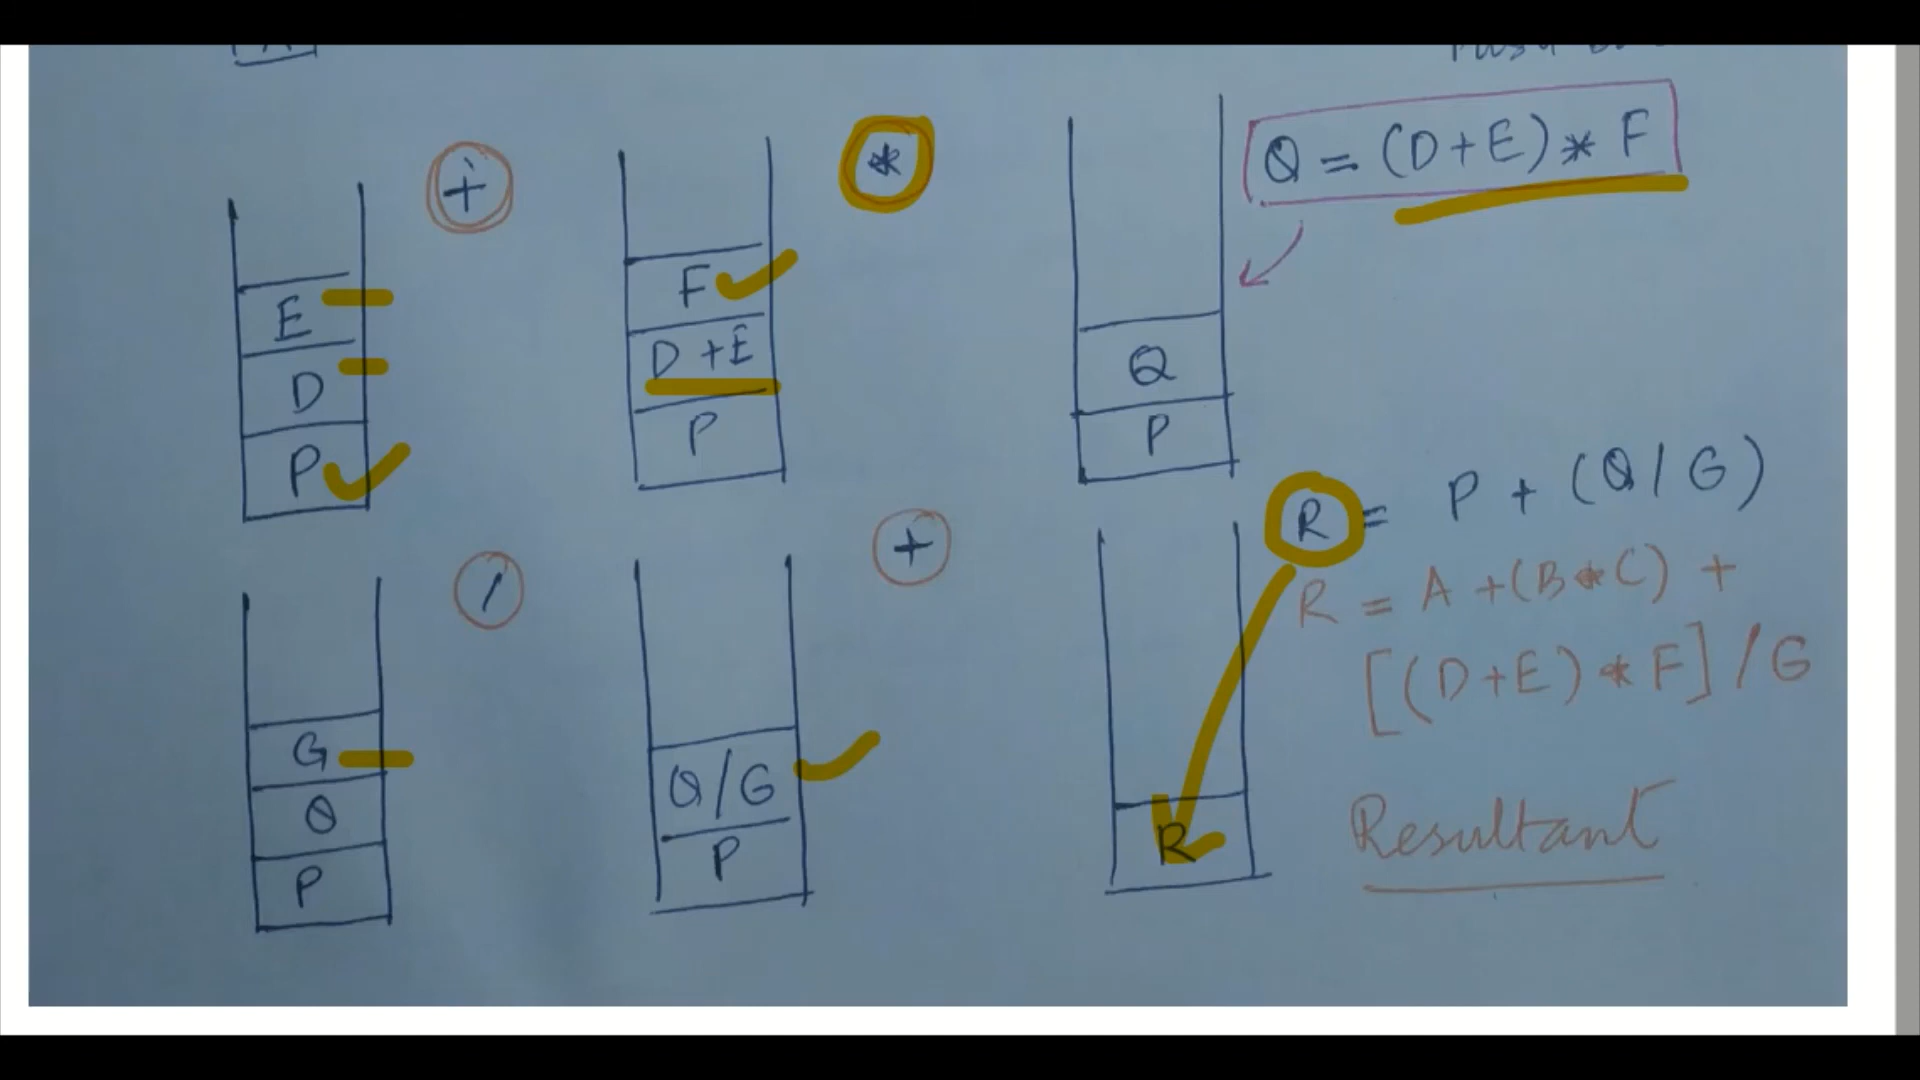 Q = (D+E) * F
+
E
D
P
*
F
D + E
P
Q
P
R = P + (Q / G)
R = A + (B * C) +
[(D+E) * F] / G
/
G
Q
P
+
Q/G
P
R
Resultant